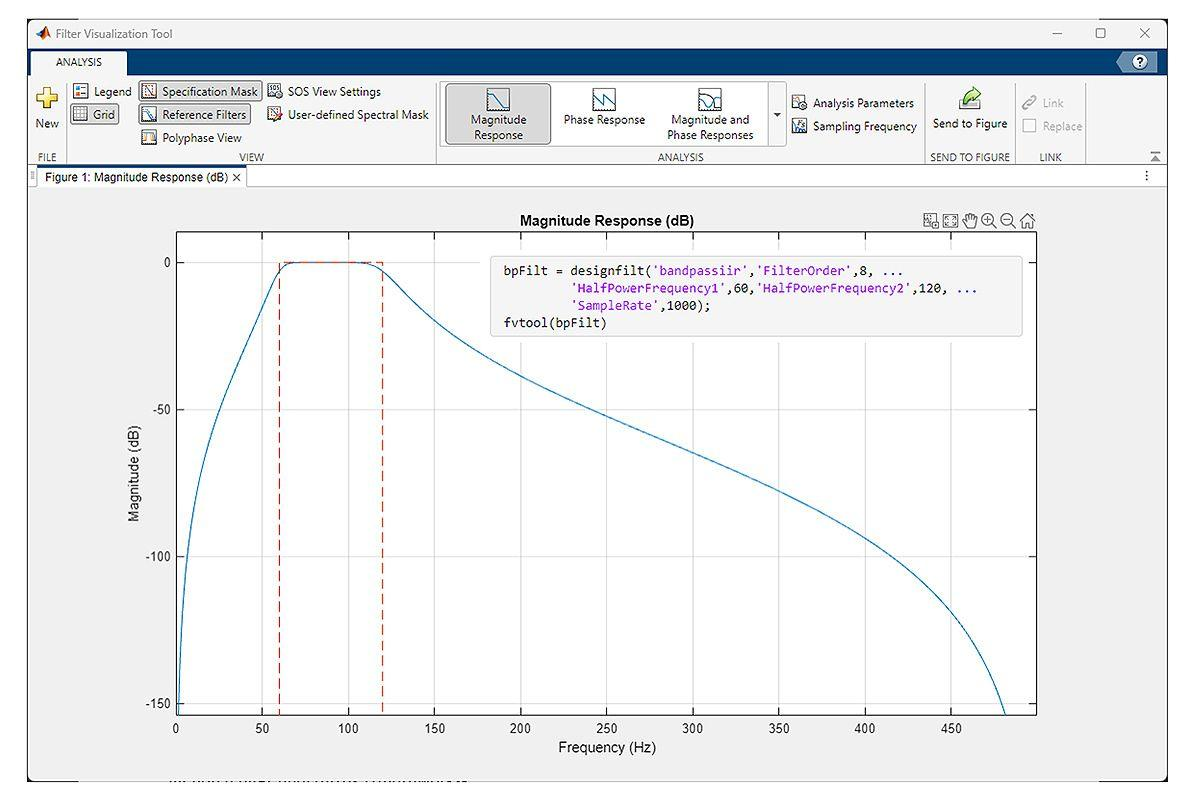 Filter Visualization Tool
ANALYSIS
?
New
FILE
Legend
Grid
Specification Mask
Reference Filters
Polyphase View
SOS View Settings
User-defined Spectral Mask
VIEW
Magnitude
Response
Phase Response
Magnitude and
Phase Responses
ANALYSIS
Analysis Parameters
Sampling Frequency
Send to Figure
SEND TO FIGURE
Link
Replace
LINK
Figure 1: Magnitude Response (dB)
Magnitude Response (dB)
bpFilt = designfilt('bandpassiir','FilterOrder',8, ...
'HalfPowerFrequency1',60,'HalfPowerFrequency2',120, ...
'SampleRate',1000);
fvtool(bpFilt)
Magnitude (dB)
0
-50
-100
-150
0 50 100 150 200 250 300 350 400 450
Frequency (Hz)